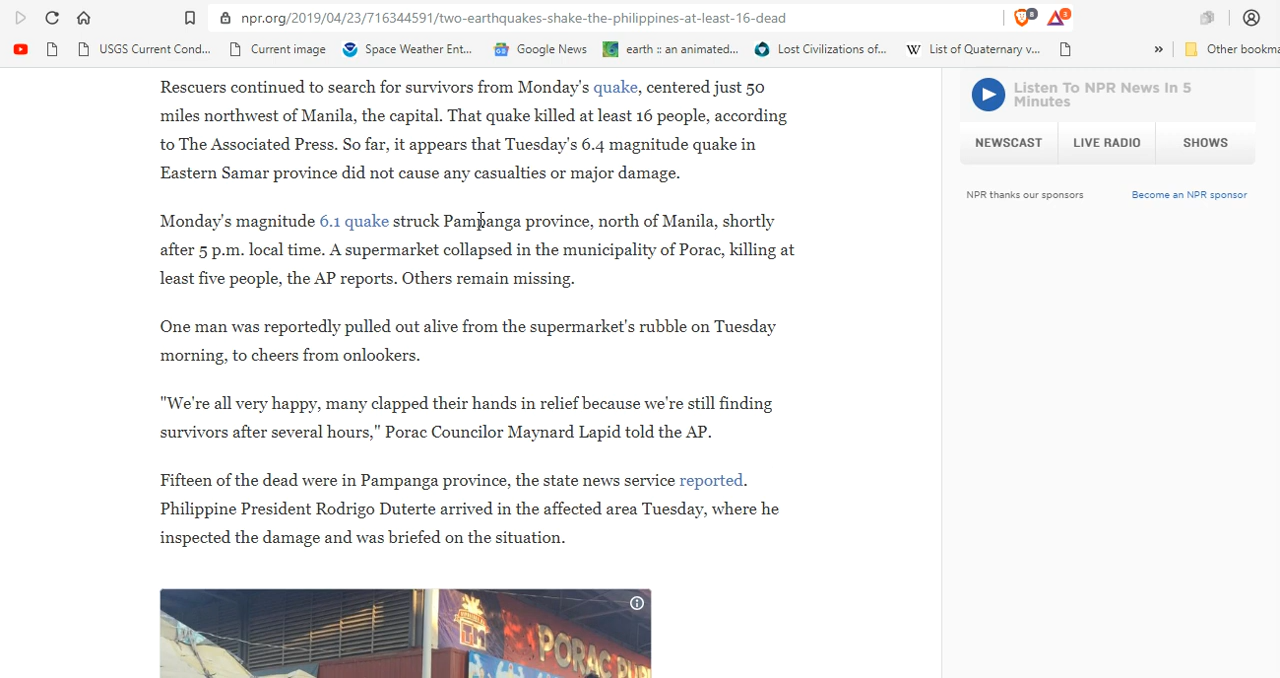 npr.org/2019/04/23/716344591/two-earthquakes-shake-the-philippines-at-least-16-dead
8
3
USGS Current Cond...
Current image
Space Weather Ent...
Google News
earth :: an animated...
Lost Civilizations of...
W List of Quaternary v...
»
Other bookma
Rescuers continued to search for survivors from Monday's quake, centered just 50
miles northwest of Manila, the capital. That quake killed at least 16 people, according
to The Associated Press. So far, it appears that Tuesday's 6.4 magnitude quake in
Eastern Samar province did not cause any casualties or major damage.
Monday's magnitude 6.1 quake struck Pampanga province, north of Manila, shortly
after 5 p.m. local time. A supermarket collapsed in the municipality of Porac, killing at
least five people, the AP reports. Others remain missing.
One man was reportedly pulled out alive from the supermarket's rubble on Tuesday
morning, to cheers from onlookers.
"We're all very happy, many clapped their hands in relief because we're still finding
survivors after several hours," Porac Councilor Maynard Lapid told the AP.
Fifteen of the dead were in Pampanga province, the state news service reported.
Philippine President Rodrigo Duterte arrived in the affected area Tuesday, where he
inspected the damage and was briefed on the situation.
Listen To NPR News In 5
Minutes
NEWSCAST
LIVE RADIO
SHOWS
NPR thanks our sponsors
Become an NPR sponsor
TM
PORAC